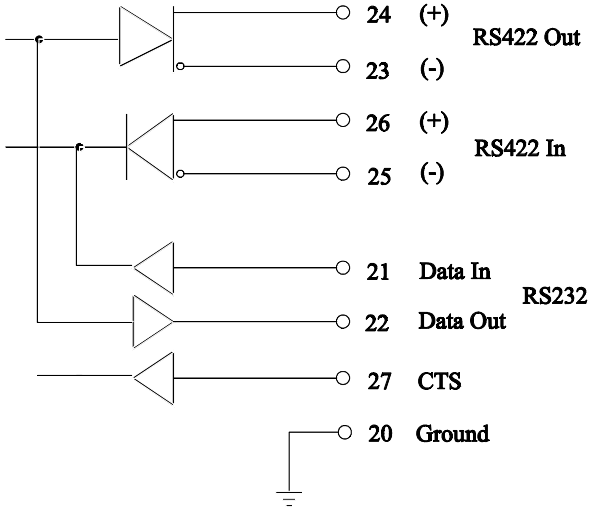 24 (+)
RS422 Out
23 (-)
26 (+)
RS422 In
25 (-)
21 Data In
RS232
22 Data Out
27 CTS
20 Ground